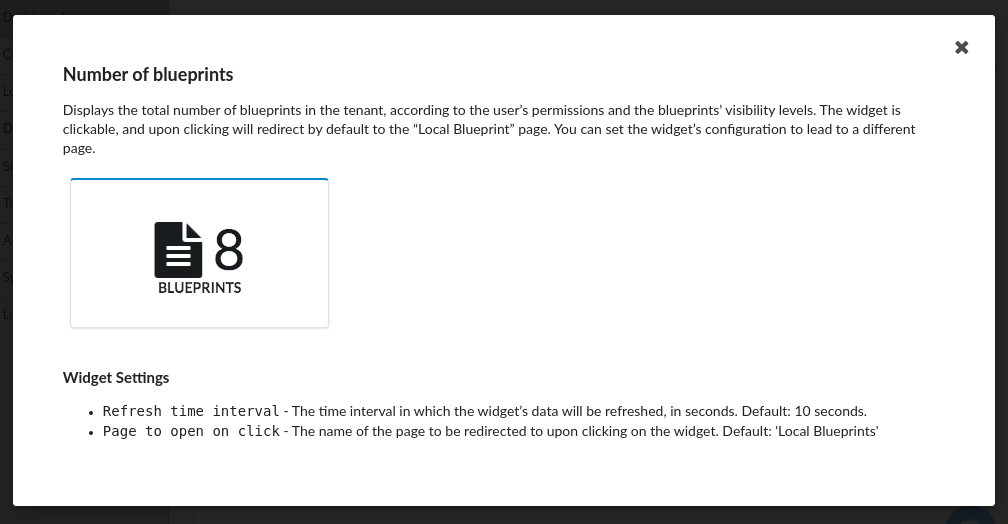 Number of blueprints
Displays the total number of blueprints in the tenant, according to the user’s permissions and the blueprints’ visibility levels. The widget is
clickable, and upon clicking will redirect by default to the “Local Blueprint” page. You can set the widget’s configuration to lead to a different
page.
8
BLUEPRINTS
Widget Settings
• Refresh time interval - The time interval in which the widget’s data will be refreshed, in seconds. Default: 10 seconds.
• Page to open on click - The name of the page to be redirected to upon clicking on the widget. Default: 'Local Blueprints'